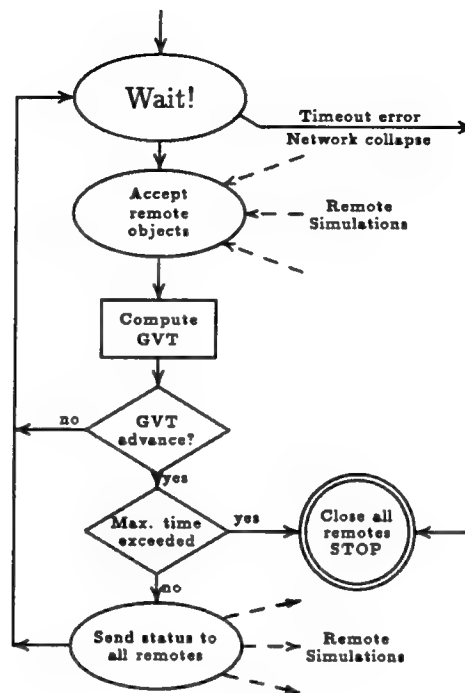 Wait!
Timeout error
Network collapse
Accept
remote
objects
Remote
Simulations
Compute
GVT
no
GVT
advance?
yes
Max. time
exceeded
yes
Close all
remotes
STOP
no
Send status to
all remotes
Remote
Simulations